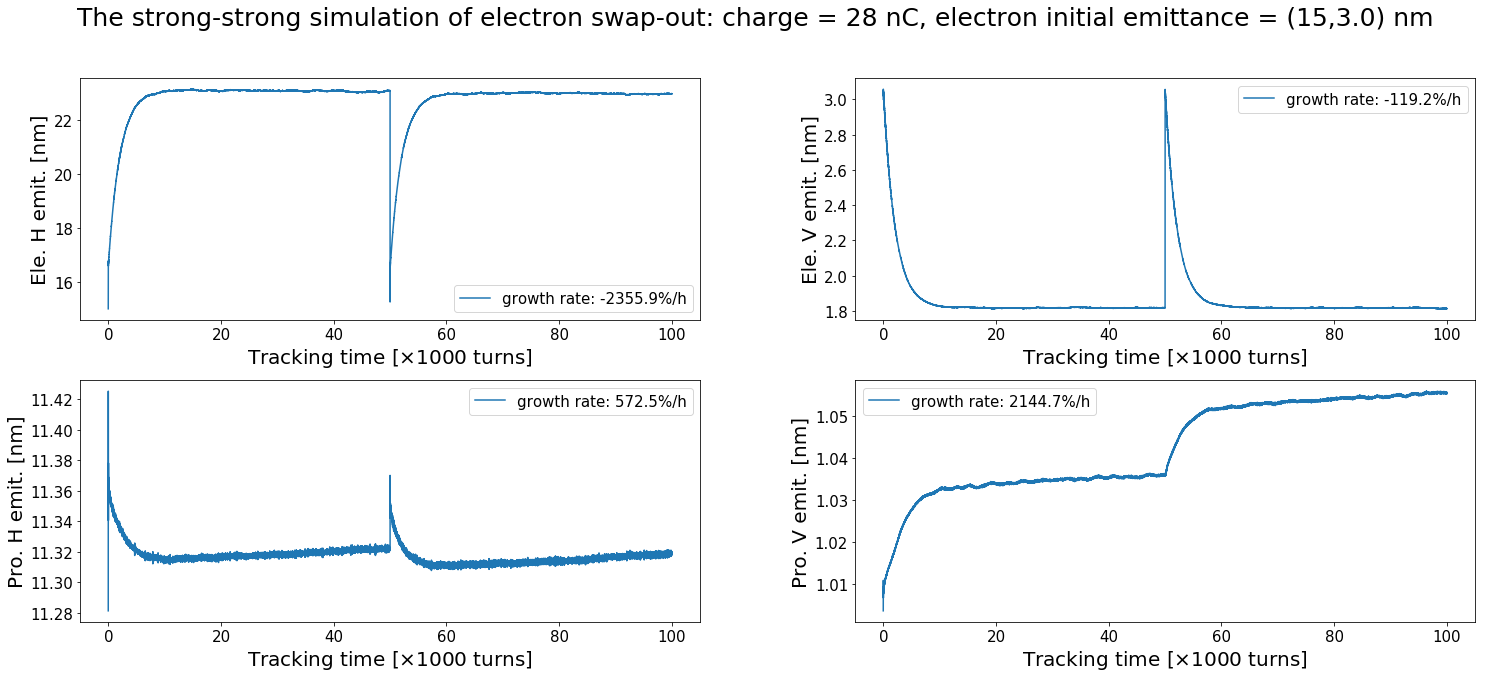 The strong-strong simulation of electron swap-out: charge = 28 nC, electron initial emittance = (15,3.0) nm
Ele. H emit. [nm]
22
20
18
16
growth rate: -2355.9%/h
0 20 40 60 80 100
Tracking time [×1000 turns]
Ele. V emit. [nm]
3.0
2.8
2.6
2.4
2.2
2.0
1.8
growth rate: -119.2%/h
0 20 40 60 80 100
Tracking time [×1000 turns]
Pro. H emit. [nm]
11.42
11.40
11.38
11.36
11.34
11.32
11.30
11.28
growth rate: 572.5%/h
0 20 40 60 80 100
Tracking time [×1000 turns]
Pro. V emit. [nm]
1.05
1.04
1.03
1.02
1.01
growth rate: 2144.7%/h
0 20 40 60 80 100
Tracking time [×1000 turns]